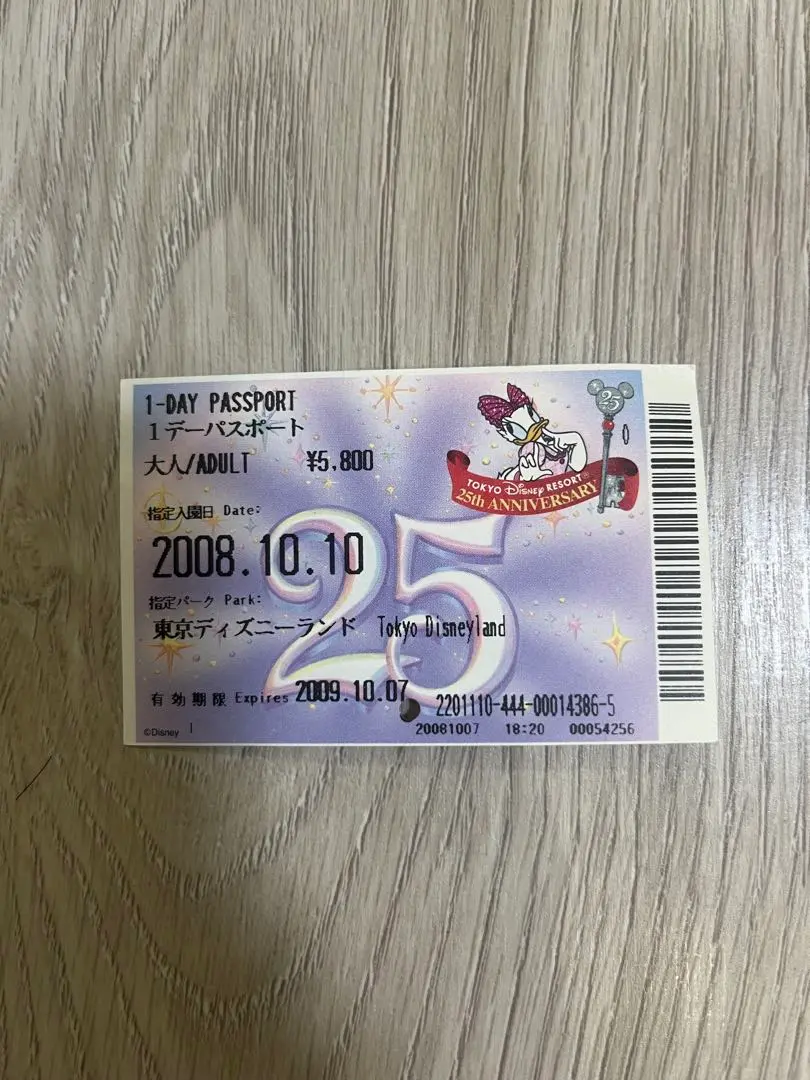 1-DAY PASSPORT
1デーパスポート
大人/ADULT ¥5,800
25
TOKYO Disney RESORT®
25th ANNIVERSARY
指定入園日 Date:
2008.10.10
25
指定パーク Park:
東京ディズニーランド Tokyo Disneyland
有効期限 Expires 2009.10.07
2201110-444-00014386-5
20081007 18:20 00054256
©Disney